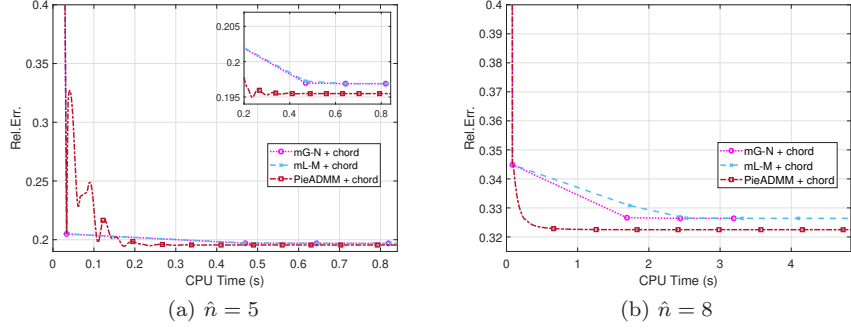 0.4
0.35
0.3
0.25
0.2
Rel.Err.
0 0.1 0.2 0.3 0.4 0.5 0.6 0.7 0.8
CPU Time (s)
0.205
0.2
0.195
0.2 0.4 0.6 0.8
mG-N + chord
mL-M + chord
PieADMM + chord
(a) n̂ = 5
0.4
0.39
0.38
0.37
0.36
0.35
0.34
0.33
0.32
Rel.Err.
0 1 2 3 4
CPU Time (s)
mG-N + chord
mL-M + chord
PieADMM + chord
(b) n̂ = 8